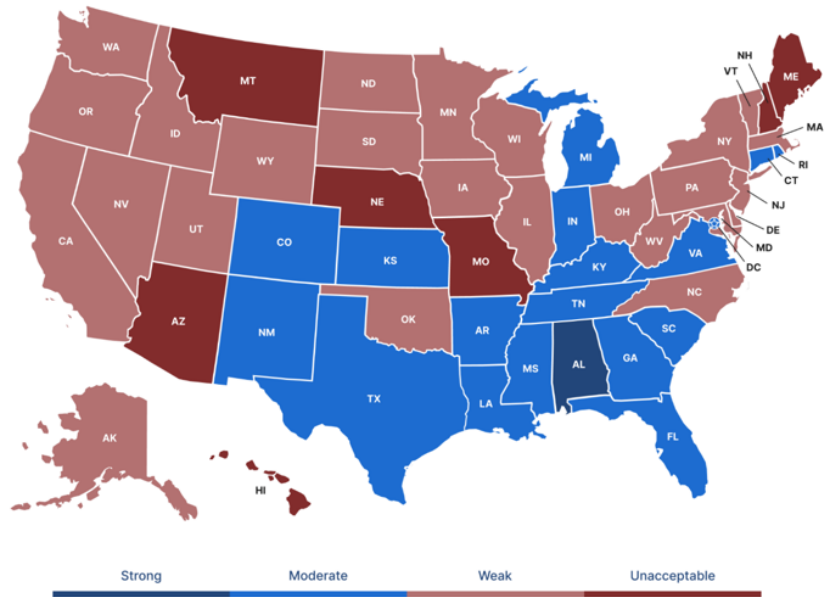 WA
MT
ND
MN
OR
ID
SD
WI
MI
WY
NH
VT
ME
NY
MA
RI
CT
NJ
PA
IA
NE
NV
UT
CO
CA
KS
MO
IL
IN
OH
WV
VA
DE
MD
DC
KY
NC
TN
AZ
NM
OK
AR
SC
MS
AL
GA
TX
LA
FL
AK
HI
Strong Moderate Weak Unacceptable